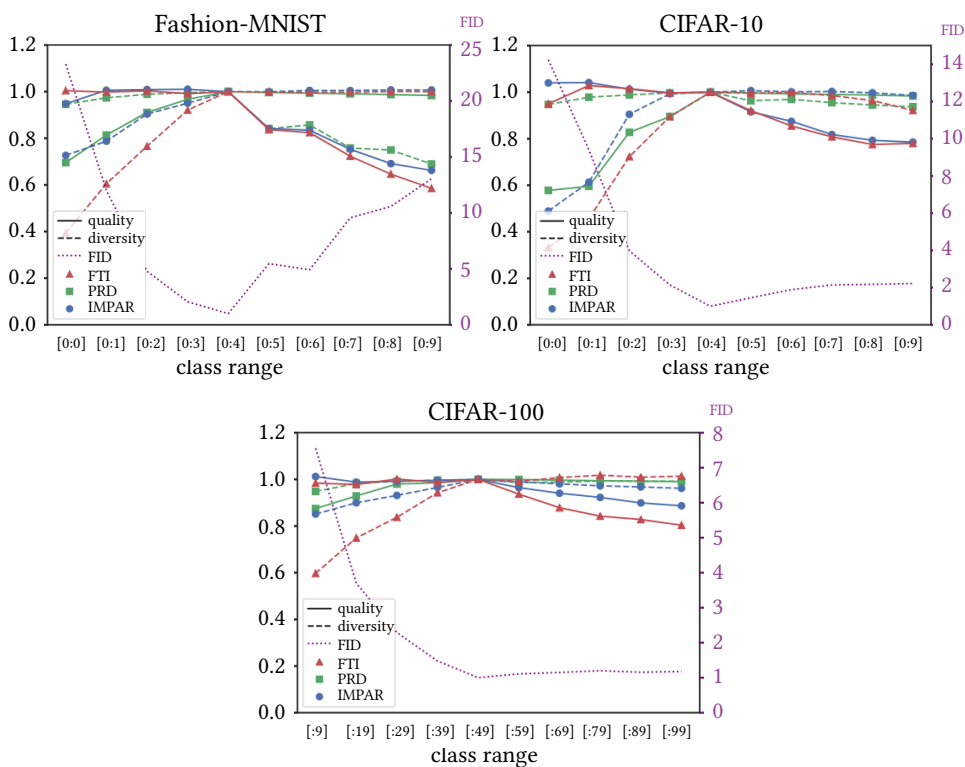 Fashion-MNIST
FID
1.2
1.0
0.8
0.6
0.4
0.2
0.0
25
20
15
10
5
0
quality
diversity
FID
FTI
PRD
IMPAR
[0:0] [0:1] [0:2] [0:3] [0:4] [0:5] [0:6] [0:7] [0:8] [0:9]
class range
CIFAR-10
FID
1.2
1.0
0.8
0.6
0.4
0.2
0.0
14
12
10
8
6
4
2
0
quality
diversity
FID
FTI
PRD
IMPAR
[0:0] [0:1] [0:2] [0:3] [0:4] [0:5] [0:6] [0:7] [0:8] [0:9]
class range
CIFAR-100
FID
1.2
1.0
0.8
0.6
0.4
0.2
0.0
8
7
6
5
4
3
2
1
0
quality
diversity
FID
FTI
PRD
IMPAR
[:9] [:19] [:29] [:39] [:49] [:59] [:69] [:79] [:89] [:99]
class range